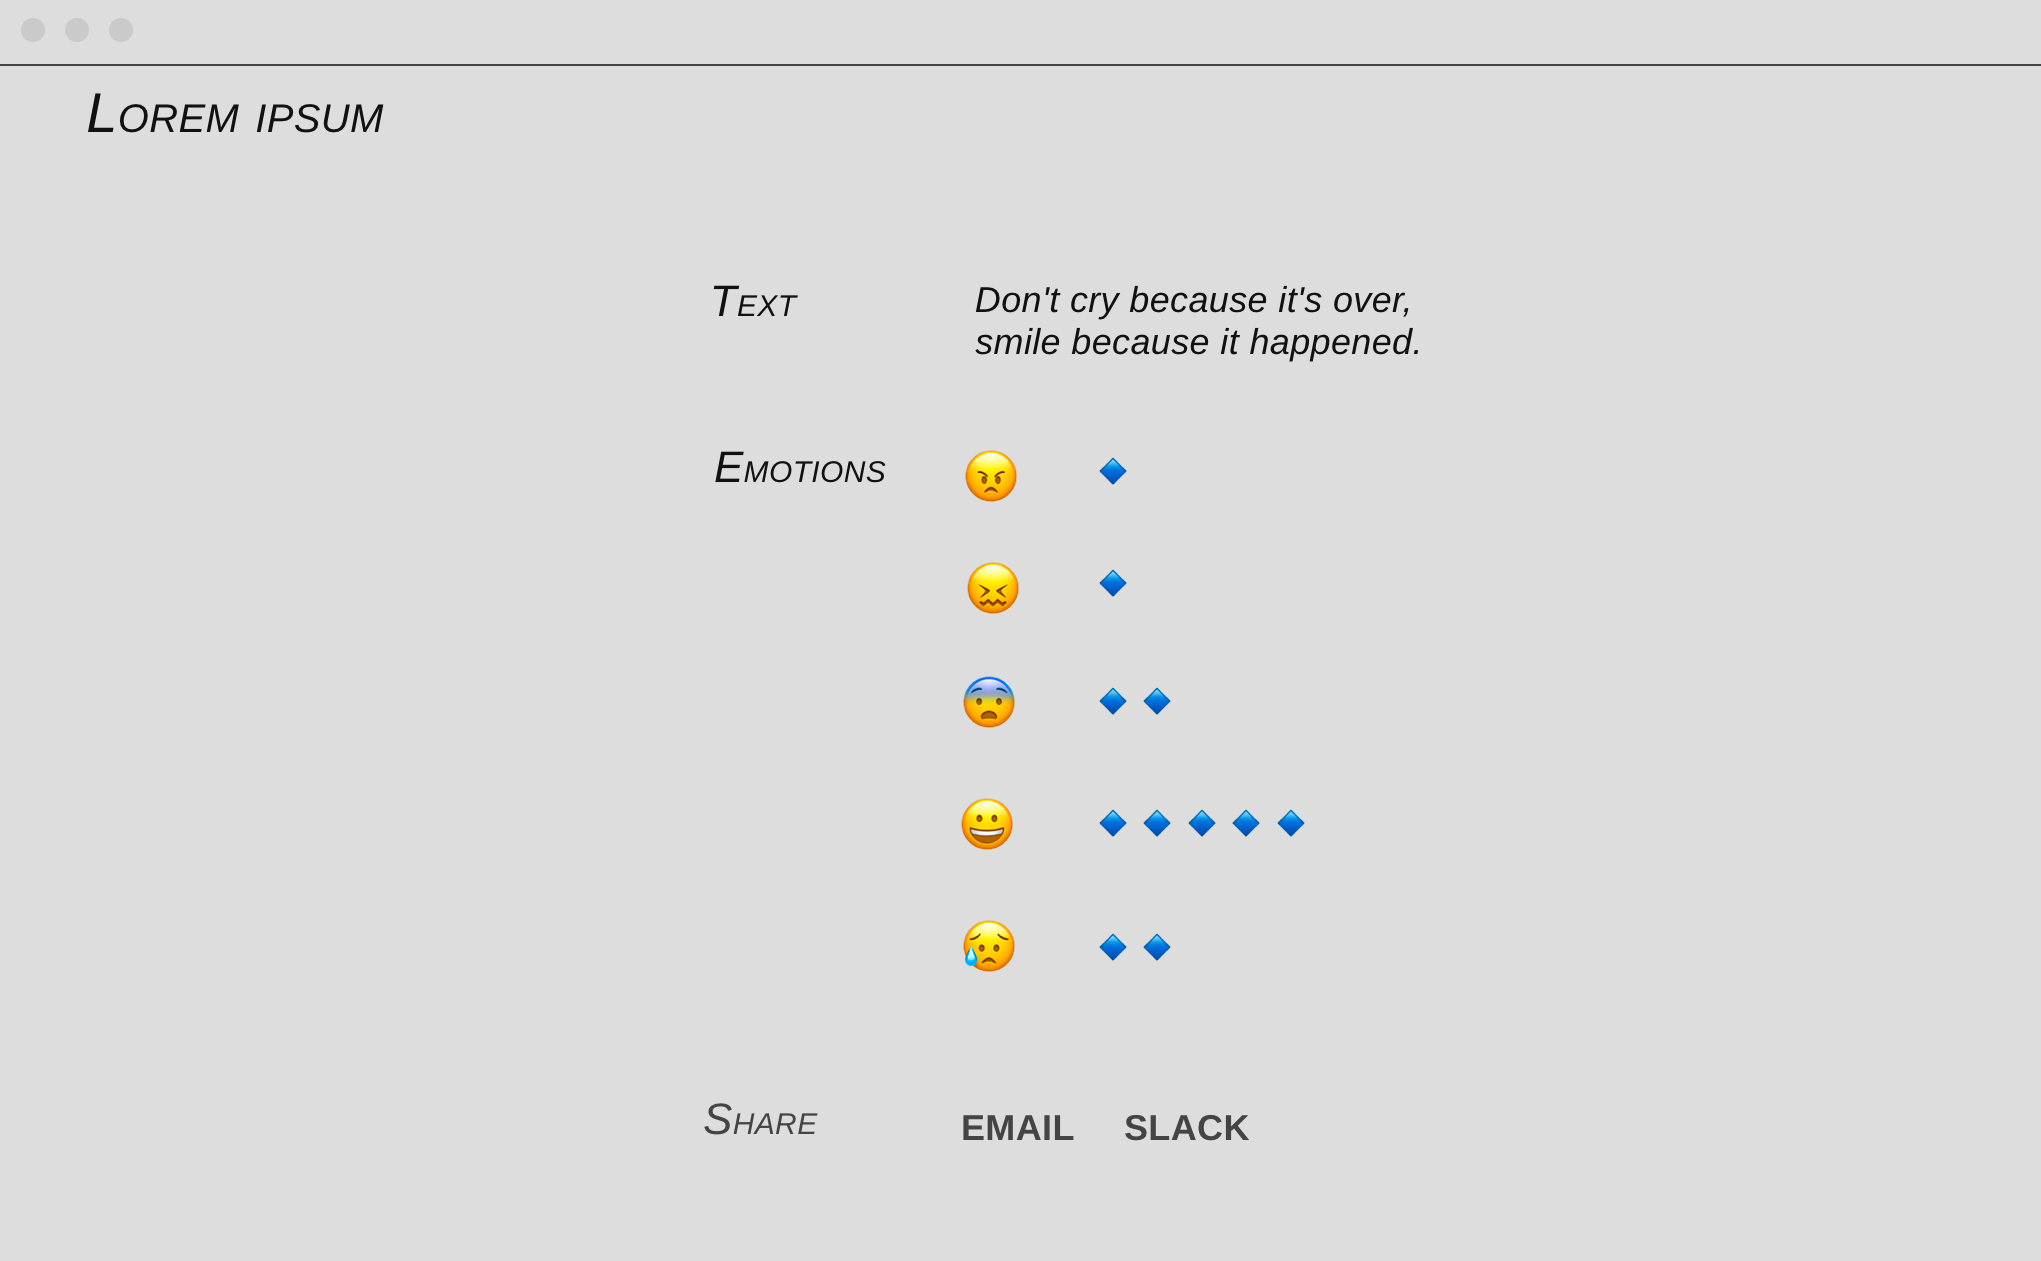 Lorem ipsum
Text
Don't cry because it's over,
smile because it happened.
Emotions
Share
EMAIL SLACK